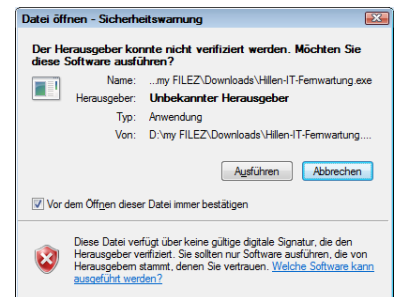 Datei öffnen - Sicherheitswarnung
Der Herausgeber konnte nicht verifiziert werden. Möchten Sie
diese Software ausführen?
Name: ...my FILEZ\Downloads\Hillen-IT-Fernwartung.exe
Herausgeber: Unbekannter Herausgeber
Typ: Anwendung
Von: D:\my FILEZ\Downloads\Hillen-IT-Fernwartung....
Ausführen Abbrechen
Vor dem Öffnen dieser Datei immer bestätigen
Diese Datei verfügt über keine gültige digitale Signatur, die den
Herausgeber verifiziert. Sie sollten nur Software ausführen, die von
Herausgebern stammt, denen Sie vertrauen. Welche Software kann
ausgeführt werden?